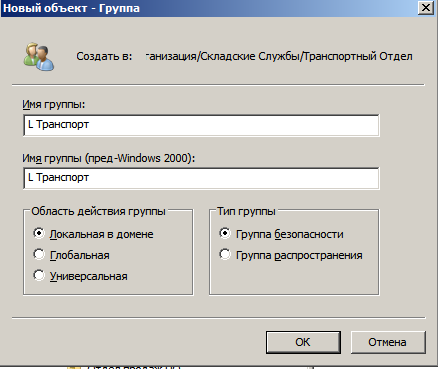 Новый объект - Группа
Создать в: ганизация/Складские Службы/Транспортный Отдел
Имя группы:
L Транспорт
Имя группы (пред-Windows 2000):
L Транспорт
Область действия группы
Локальная в домене
Глобальная
Универсальная
Тип группы
Группа безопасности
Группа распространения
OK
Отмена